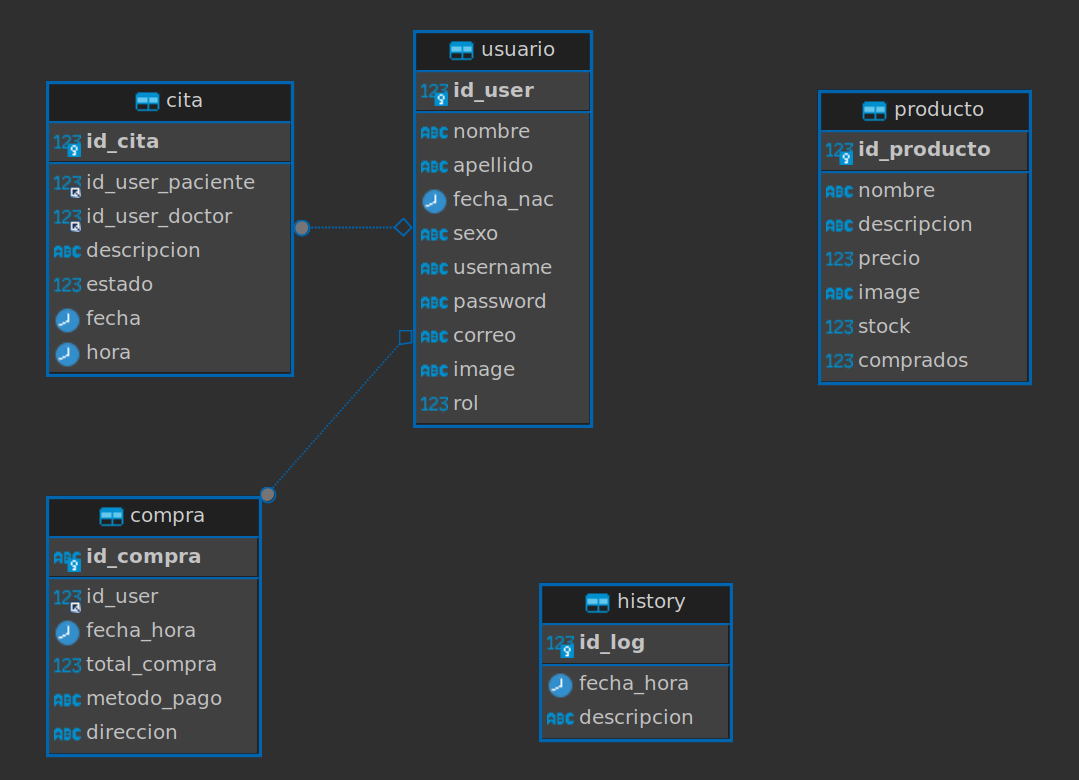 cita
123 id_cita
123 id_user_paciente
123 id_user_doctor
ABC descripcion
123 estado
fecha
hora
usuario
123 id_user
ABC nombre
ABC apellido
fecha_nac
ABC sexo
ABC username
ABC password
ABC correo
ABC image
123 rol
producto
123 id_producto
ABC nombre
ABC descripcion
123 precio
ABC image
123 stock
123 comprados
compra
ABC id_compra
123 id_user
fecha_hora
123 total_compra
ABC metodo_pago
ABC direccion
history
123 id_log
fecha_hora
ABC descripcion